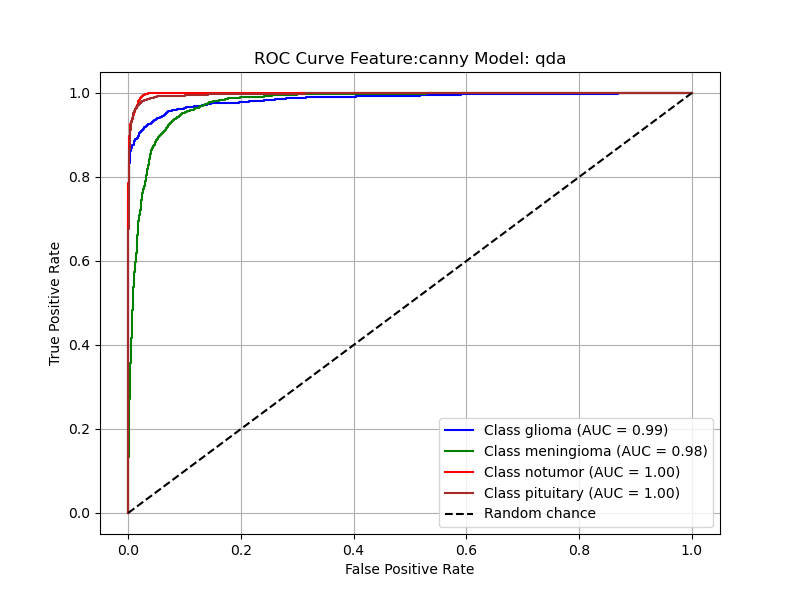 ROC Curve Feature:canny Model: qda
True Positive Rate
1.0
0.8
0.6
0.4
0.2
0.0
Class glioma (AUC = 0.99)
Class meningioma (AUC = 0.98)
Class notumor (AUC = 1.00)
Class pituitary (AUC = 1.00)
Random chance
0.0 0.2 0.4 0.6 0.8 1.0
False Positive Rate